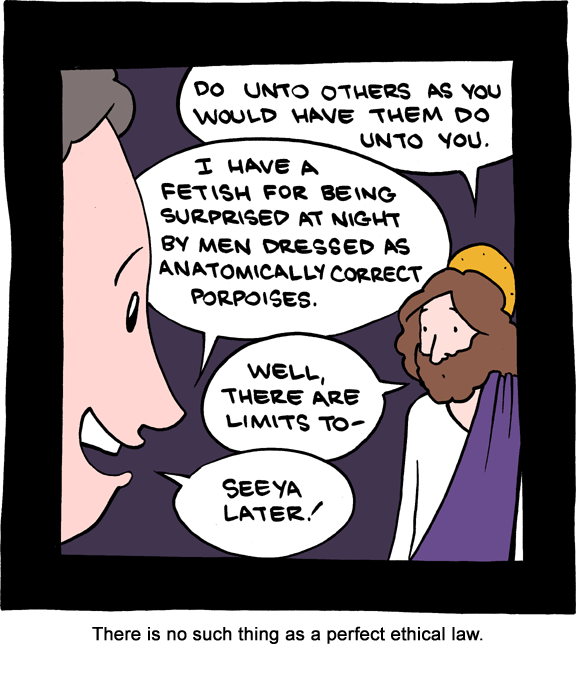 DO UNTO OTHERS AS YOU
WOULD HAVE THEM DO
UNTO YOU.
I HAVE A
FETISH FOR BEING
SURPRISED AT NIGHT
BY MEN DRESSED AS
ANATOMICALLY CORRECT
PORPOISES.
WELL,
THERE ARE
LIMITS TO-
SEEYA
LATER!
There is no such thing as a perfect ethical law.